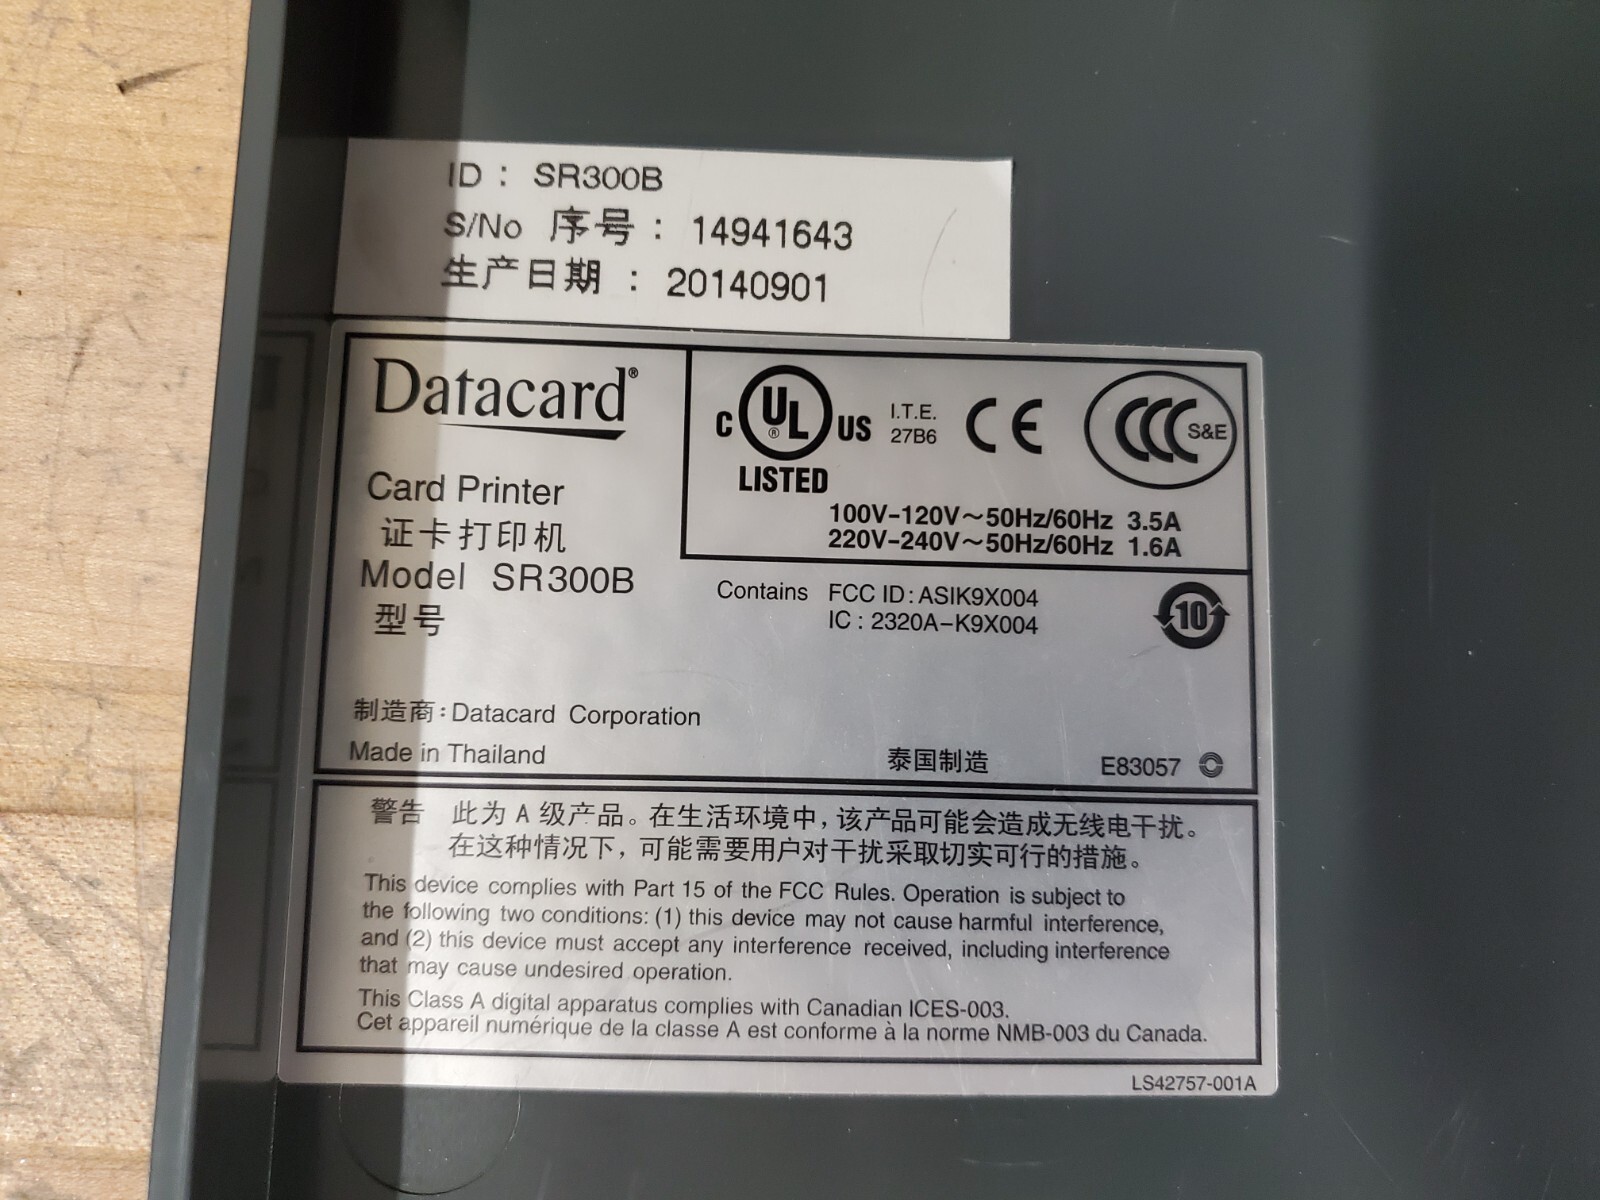 ID : SR300B
S/No 序号 : 14941643
生产日期 : 20140901
Datacard®
Card Printer
证卡打印机
Model SR300B
型号
C UL ® US
LISTED
I.T.E.
27B6
CE
CCC S&E
100V-120V～50Hz/60Hz 3.5A
220V-240V～50Hz/60Hz 1.6A
Contains FCC ID: ASIK9X004
IC : 2320A-K9X004
10
制造商:Datacard Corporation
Made in Thailand 泰国制造 E83057
警告 此为 A 级产品。在生活环境中，该产品可能会造成无线电干扰。
在这种情况下，可能需要用户对干扰采取切实可行的措施。
This device complies with Part 15 of the FCC Rules. Operation is subject to
the following two conditions: (1) this device may not cause harmful interference,
and (2) this device must accept any interference received, including interference
that may cause undesired operation.
This Class A digital apparatus complies with Canadian ICES-003.
Cet appareil numérique de la classe A est conforme à la norme NMB-003 du Canada.
LS42757-001A